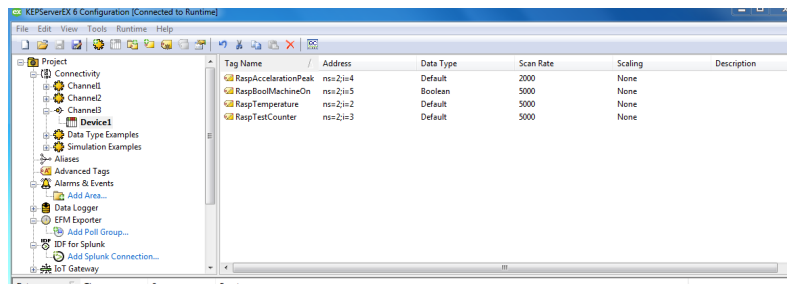 KEPServerEX 6 Configuration [Connected to Runtime]
File Edit View Tools Runtime Help
Project
Connectivity
Channel1
Channel2
Channel3
Device1
Data Type Examples
Simulation Examples
Aliases
Advanced Tags
Alarms & Events
Add Area...
Data Logger
EFM Exporter
Add Poll Group...
IDF for Splunk
Add Splunk Connection...
IoT Gateway
Tag Name Address Data Type Scan Rate Scaling Description
RaspAccelarationPeak ns=2;i=4 Default 2000 None
RaspBoolMachineOn ns=2;i=5 Boolean 5000 None
RaspTemperature ns=2;i=2 Default 5000 None
RaspTestCounter ns=2;i=3 Default 5000 None